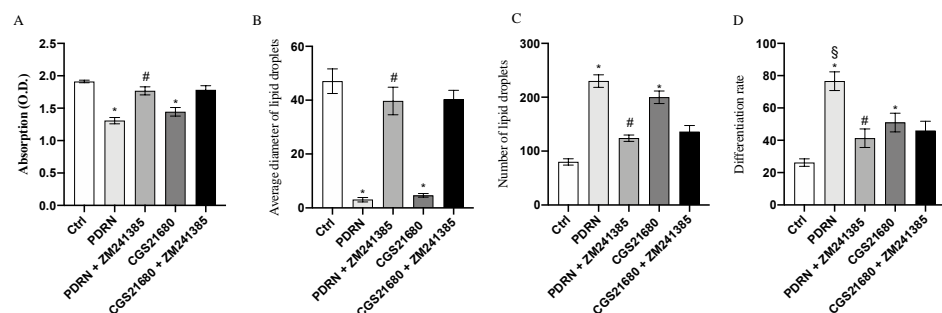 A
Absorption (O.D.)
2.5
2.0
1.5
1.0
0.5
0.0
*
#
*
Ctrl
PDRN
PDRN + ZM241385
CGS21680
CGS21680 + ZM241385
B
Average diameter of lipid droplets
60
40
20
0
*
#
*
Ctrl
PDRN
PDRN + ZM241385
CGS21680
CGS21680 + ZM241385
C
Number of lipid droplets
300
200
100
0
*
#
*
Ctrl
PDRN
PDRN + ZM241385
CGS21680
CGS21680 + ZM241385
D
Differentiation rate
100
80
60
40
20
0
§
*
#
*
Ctrl
PDRN
PDRN + ZM241385
CGS21680
CGS21680 + ZM241385